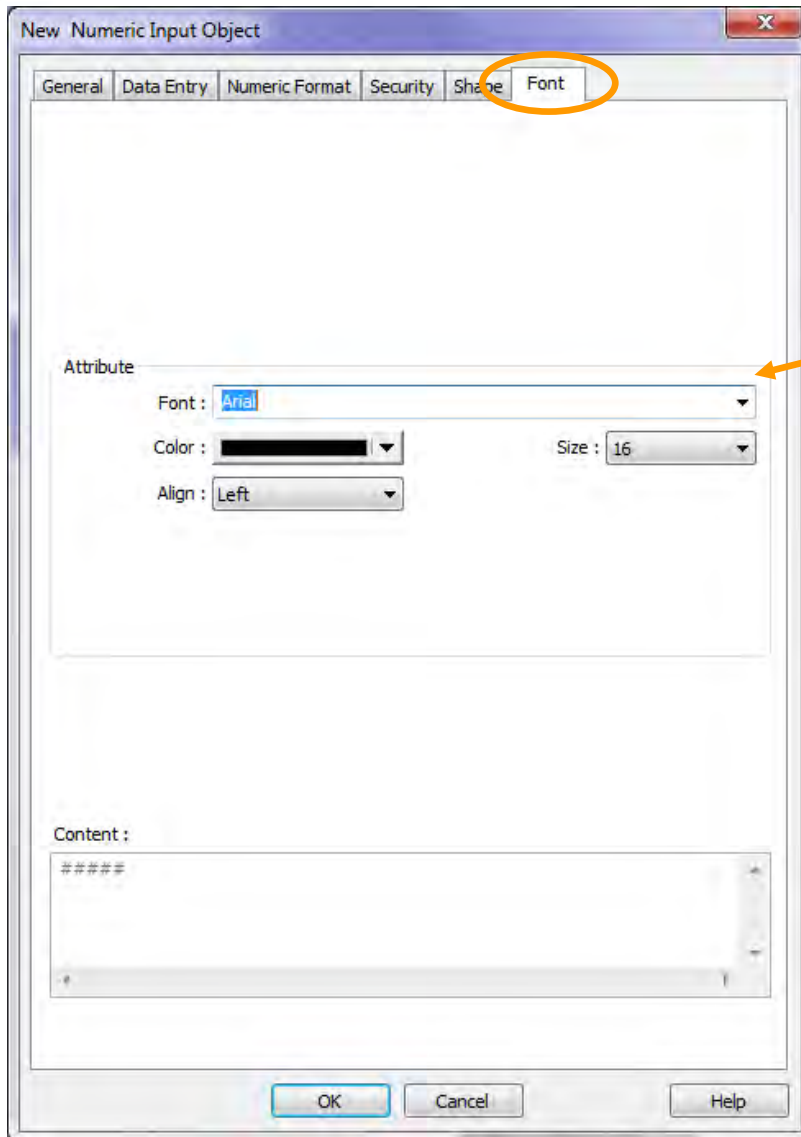 New Numeric Input Object
General Data Entry Numeric Format Security Shape Font
Attribute
Font : Arial
Color : Size : 16
Align : Left
Content :
#####
OK Cancel Help